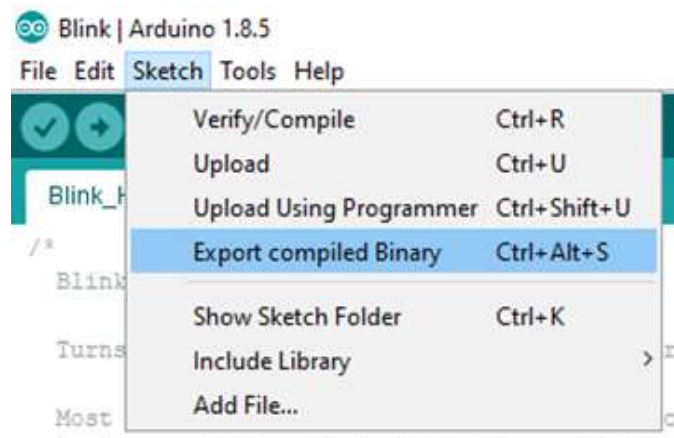 Blink | Arduino 1.8.5
File Edit Sketch Tools Help
Verify/Compile Ctrl+R
Upload Ctrl+U
Blink_
Upload Using Programmer Ctrl+Shift+U
/*
Export compiled Binary Ctrl+Alt+S
Blink
Show Sketch Folder Ctrl+K
Turns
Include Library >
Most
Add File...